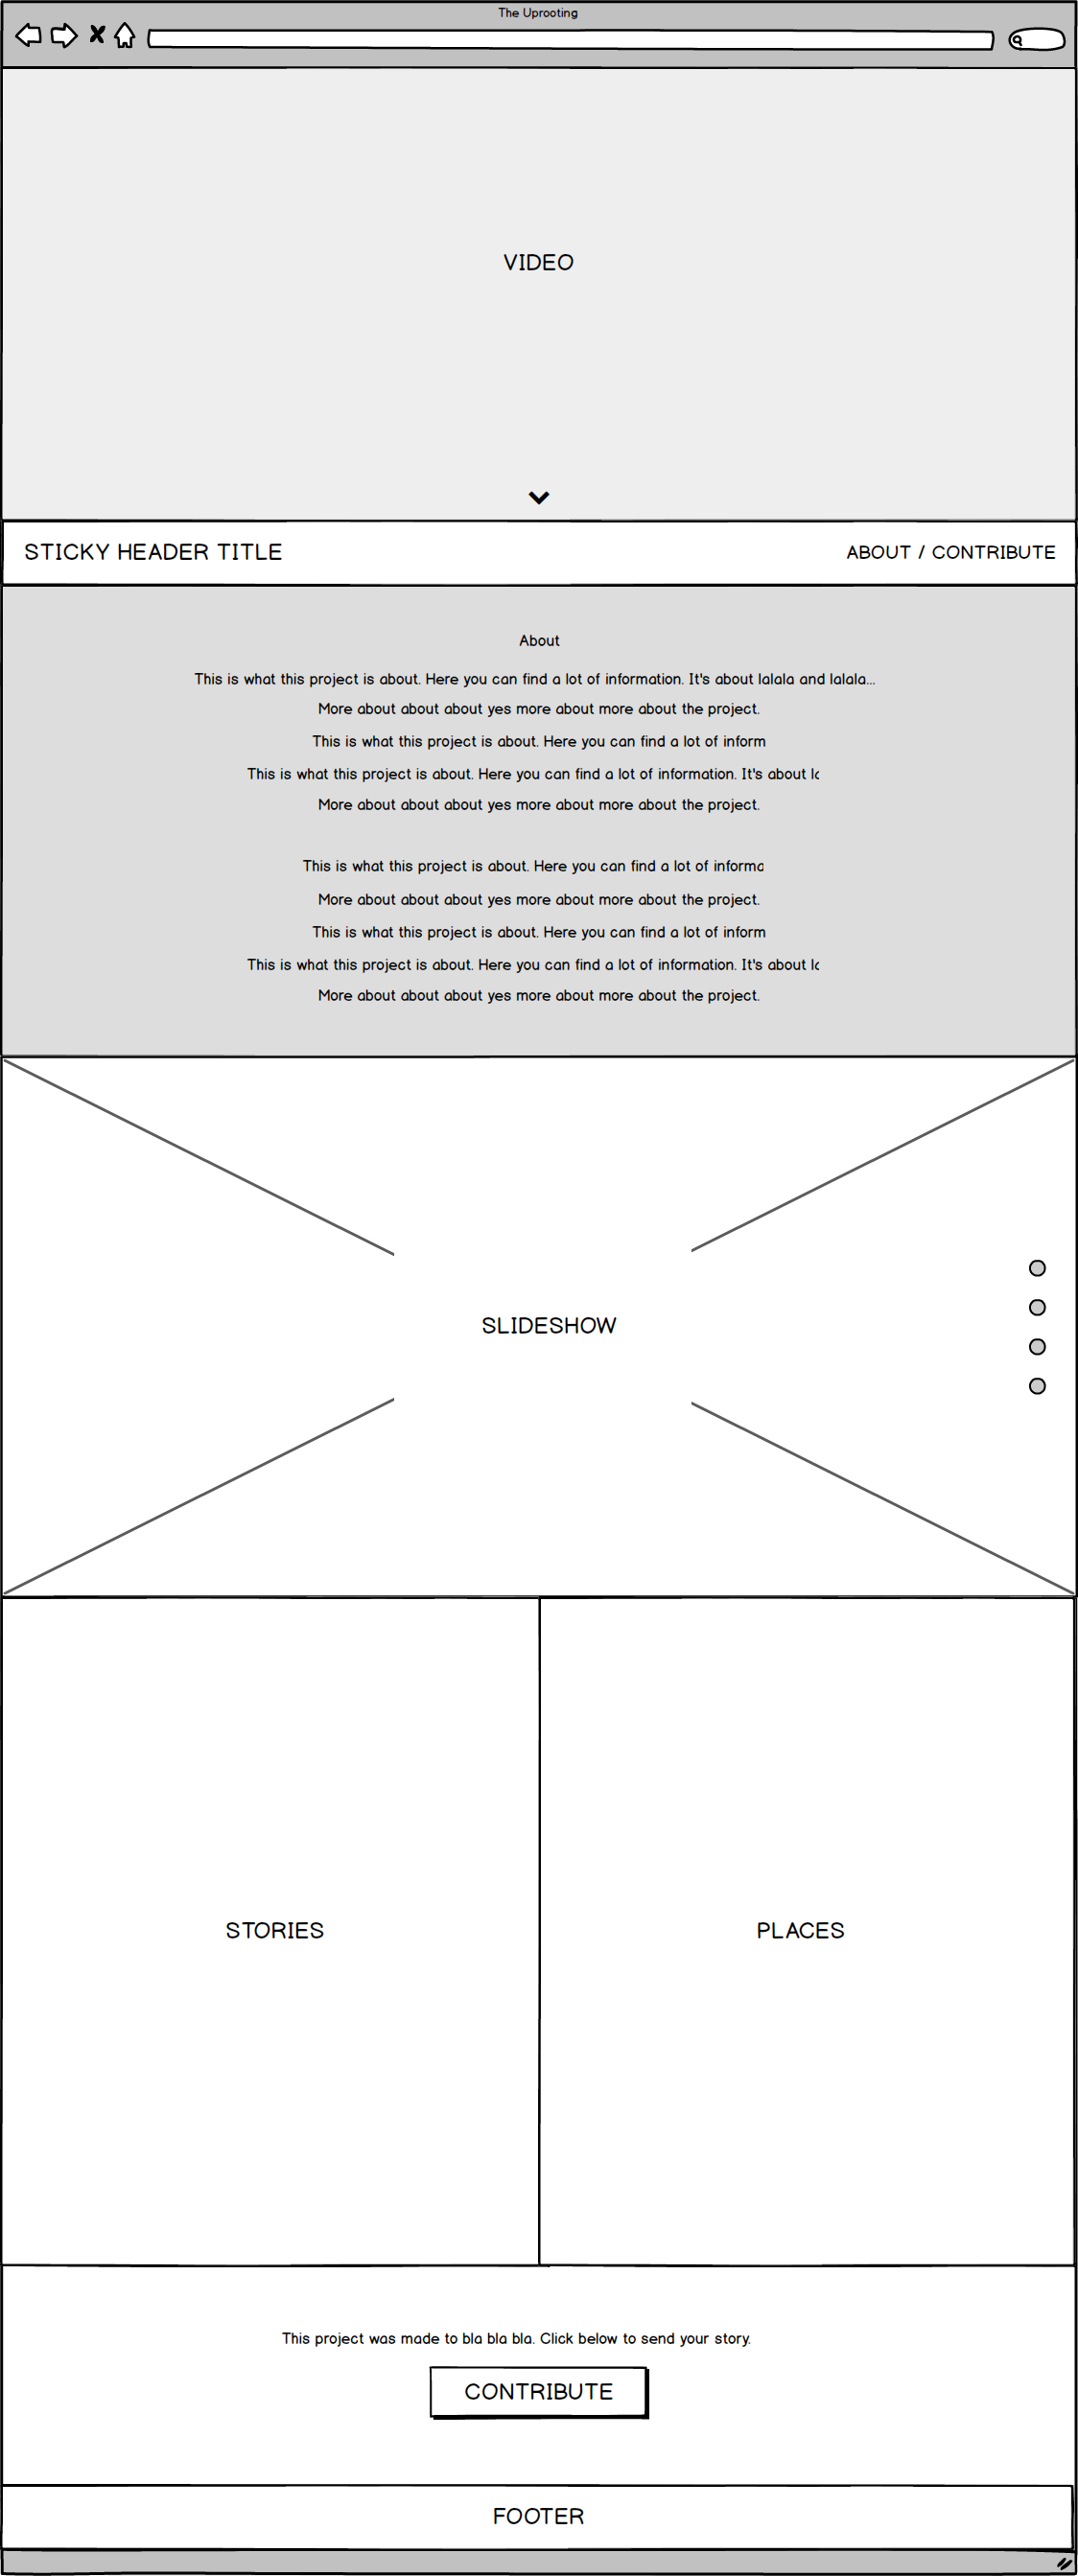 The Uprooting
VIDEO
STICKY HEADER TITLE
ABOUT / CONTRIBUTE
About
This is what this project is about. Here you can find a lot of information. It's about lalala and lalala...
More about about about yes more about more about the project.
This is what this project is about. Here you can find a lot of inform
This is what this project is about. Here you can find a lot of information. It's about la
More about about about yes more about more about the project.
This is what this project is about. Here you can find a lot of informa
More about about about yes more about more about the project.
This is what this project is about. Here you can find a lot of inform
This is what this project is about. Here you can find a lot of information. It's about la
More about about about yes more about more about the project.
SLIDESHOW
STORIES
PLACES
This project was made to bla bla bla. Click below to send your story.
CONTRIBUTE
FOOTER